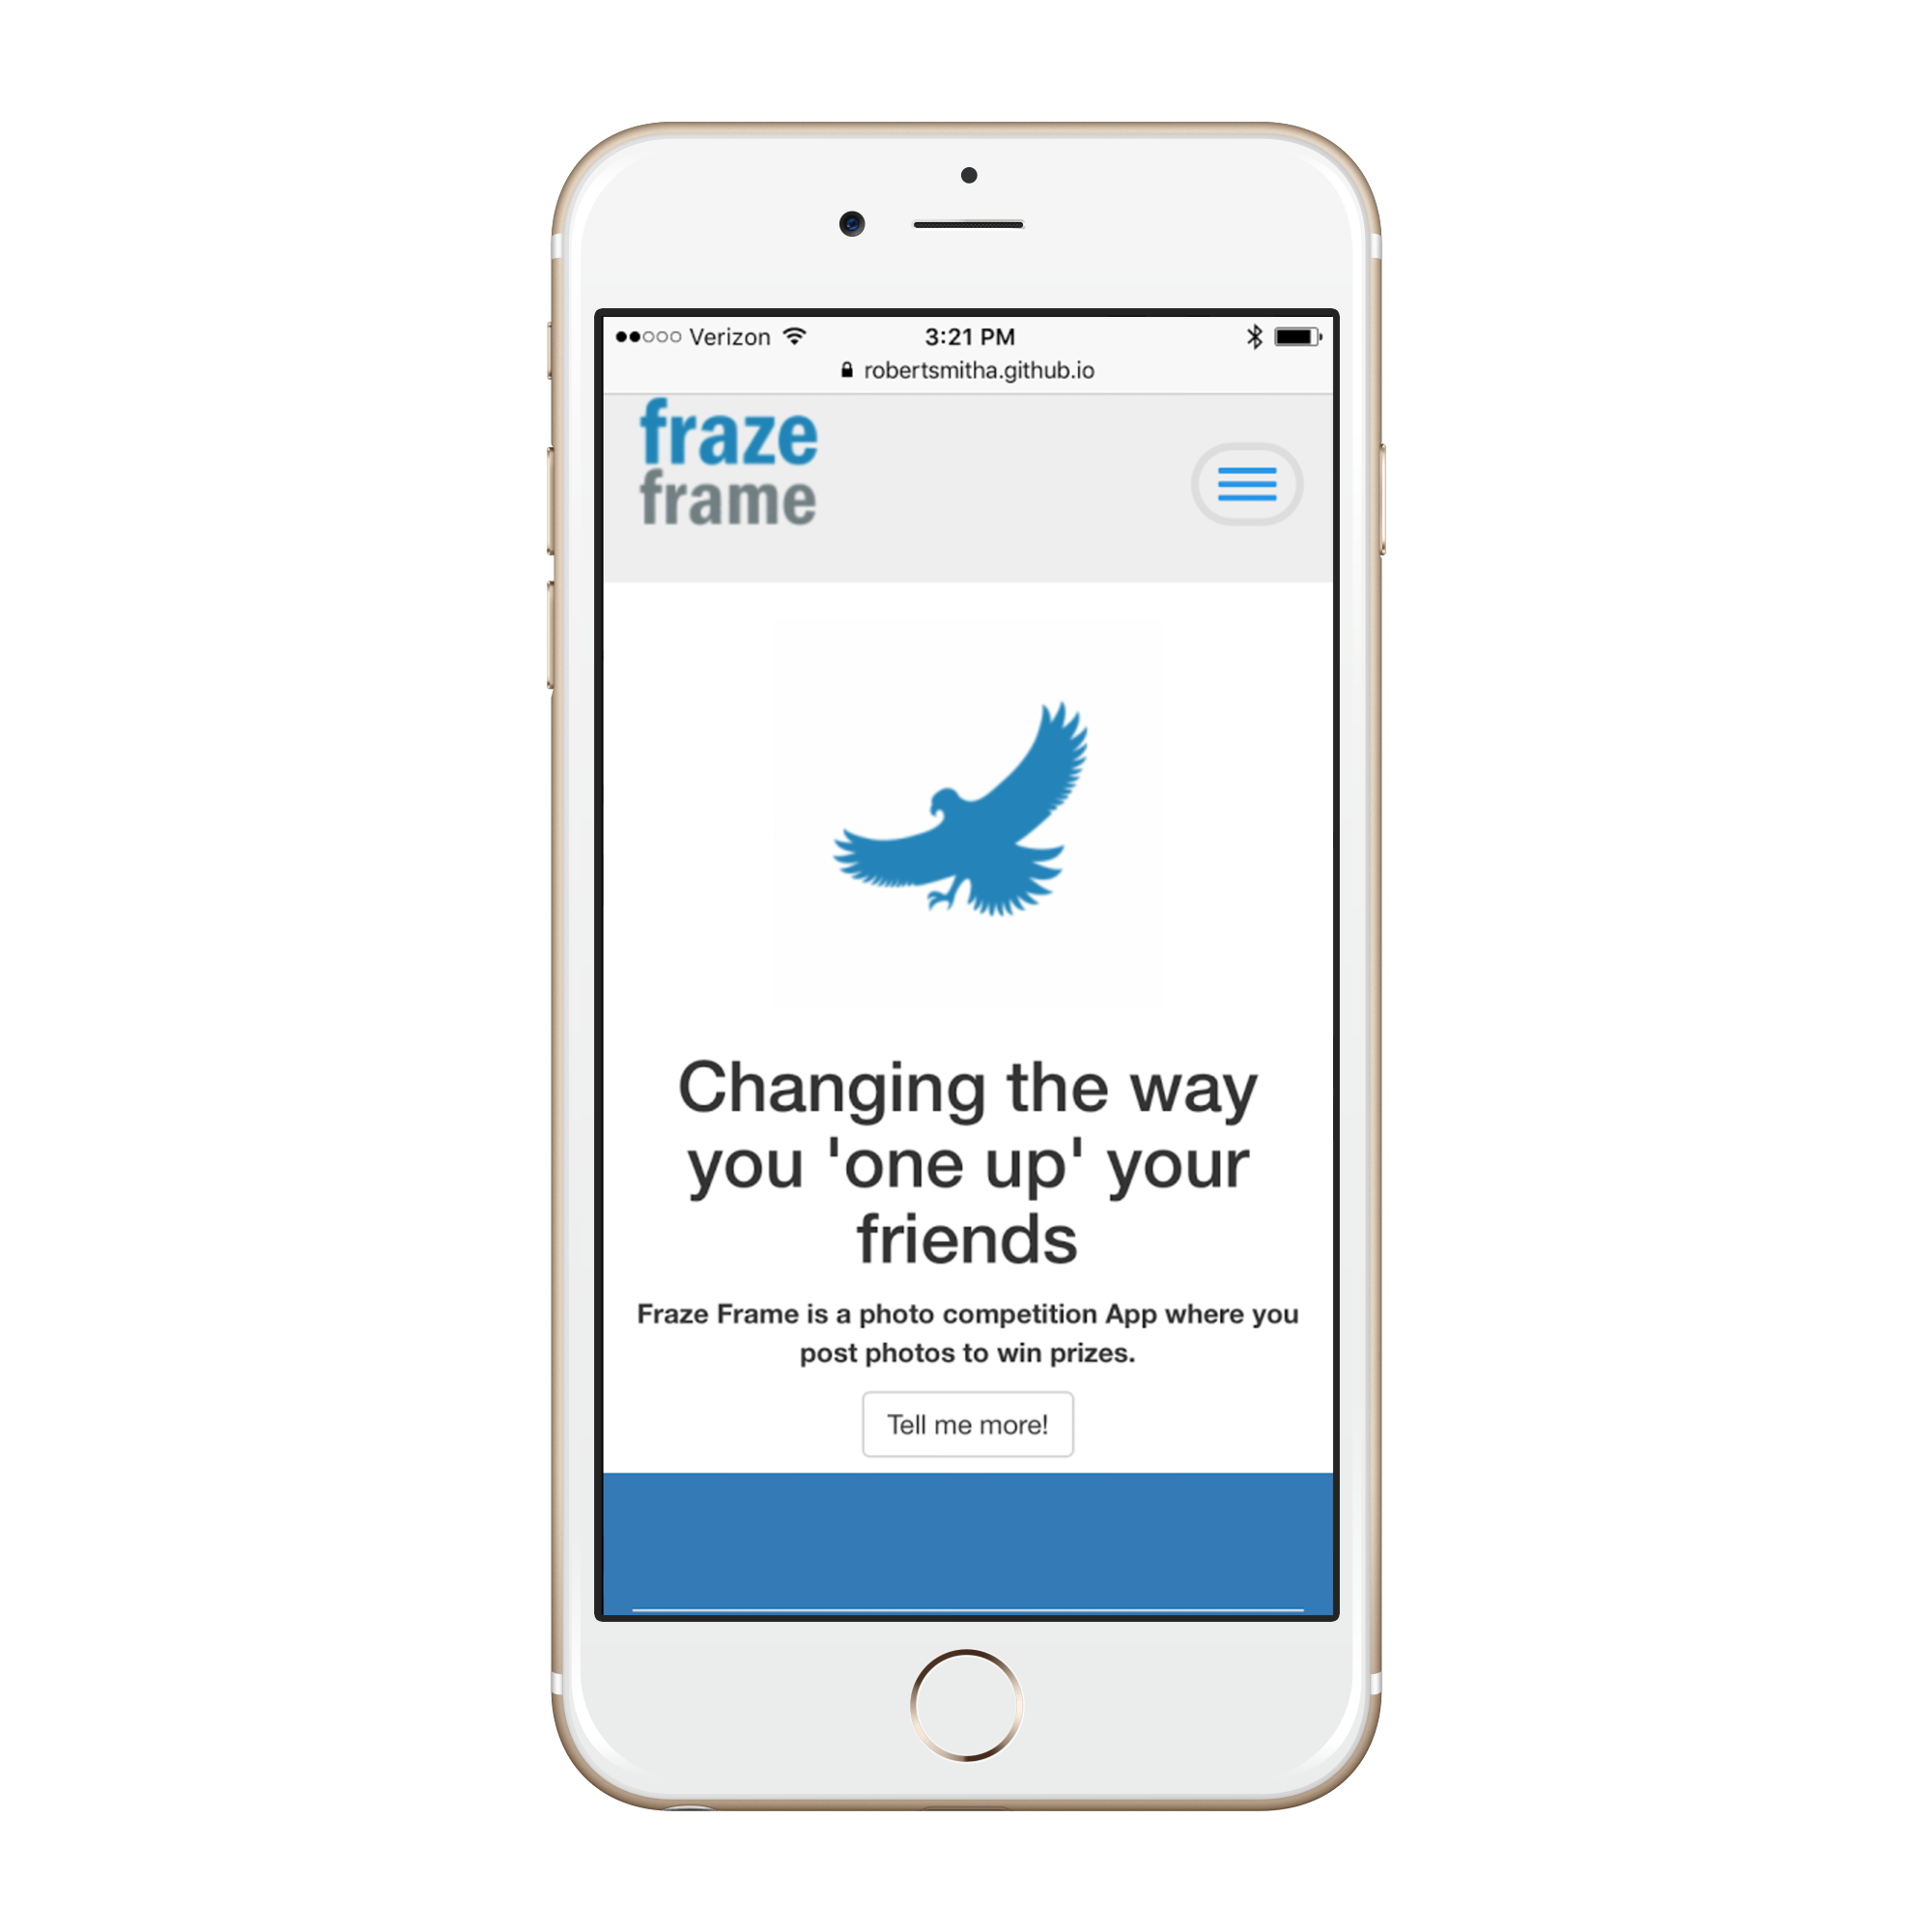 Verizon 3:21 PM
robertsmitha.github.io
fraze
frame
Changing the way
you 'one up' your
friends
Fraze Frame is a photo competition App where you
post photos to win prizes.
Tell me more!